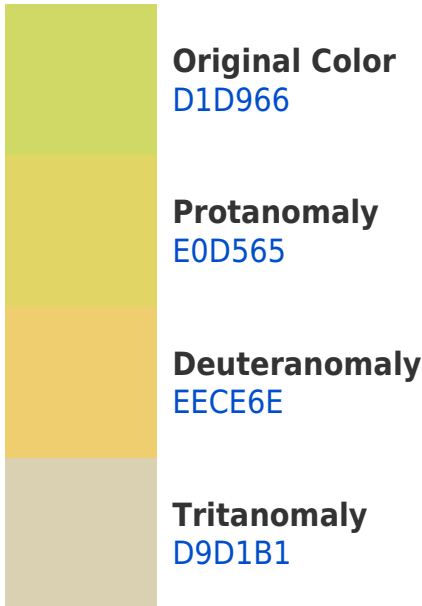 Original Color
D1D966
Protanomaly
E0D565
Deuteranomaly
EECE6E
Tritanomaly
D9D1B1